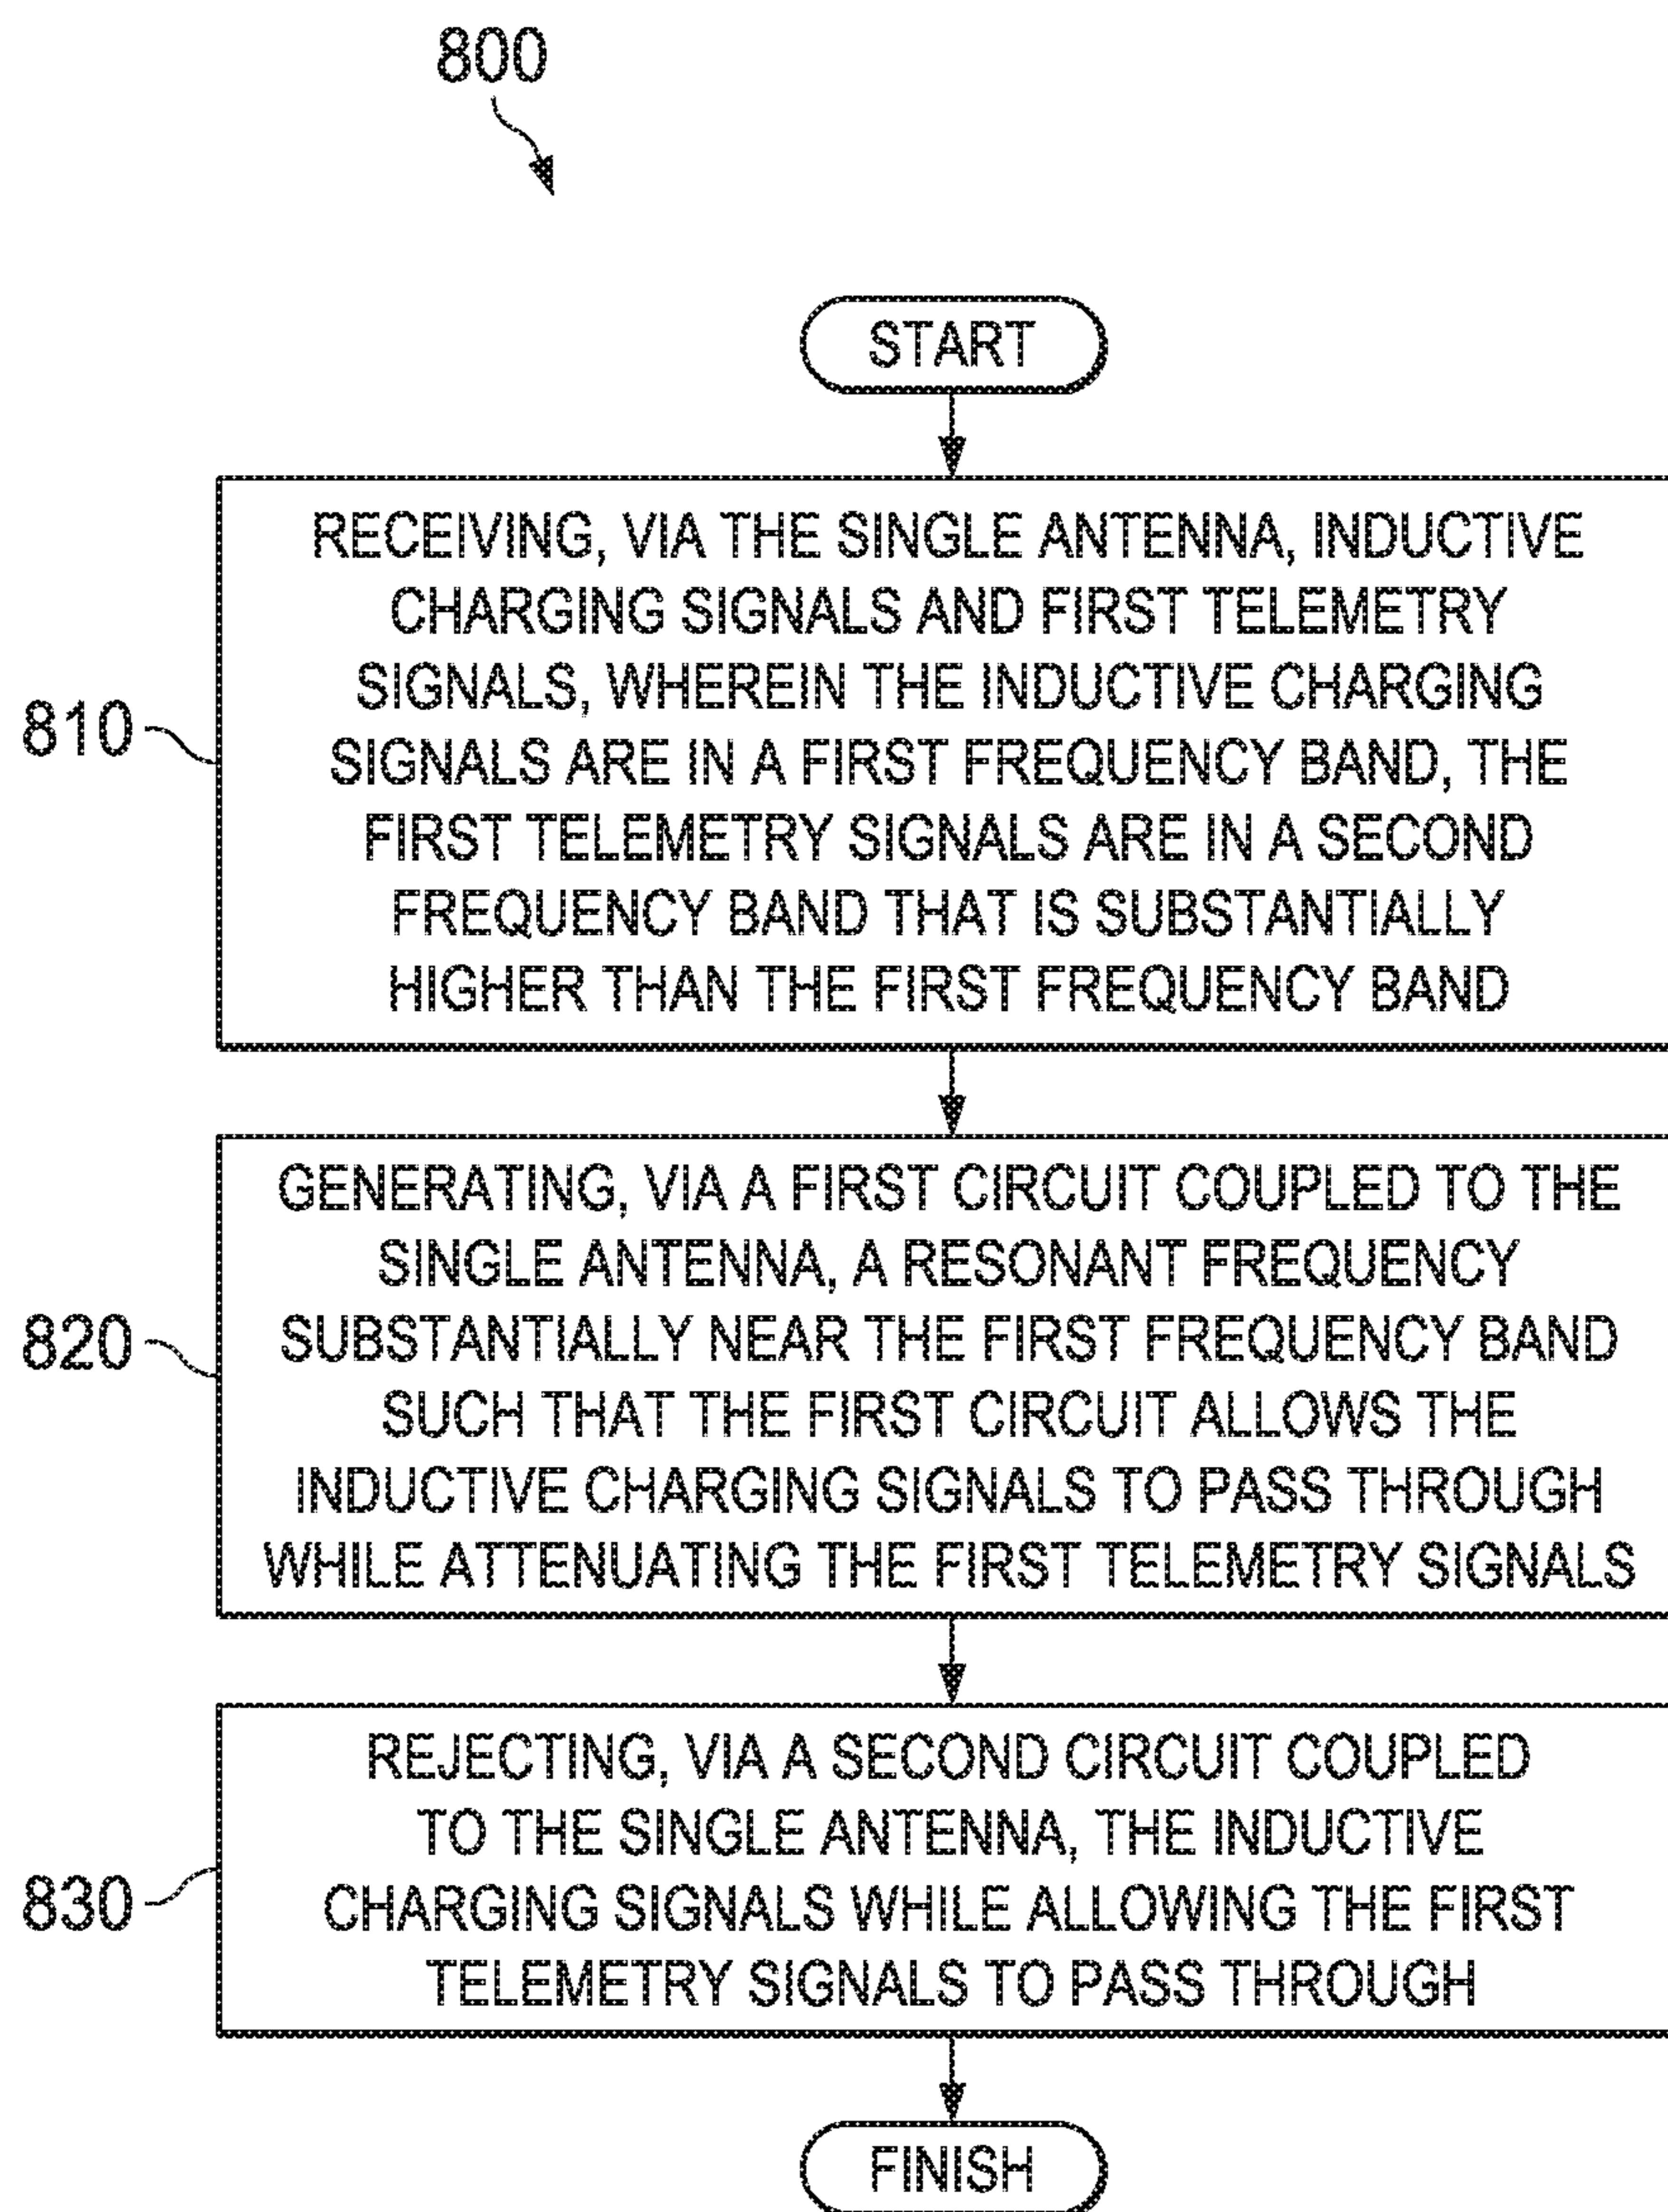 800
START
810
RECEIVING, VIA THE SINGLE ANTENNA, INDUCTIVE
CHARGING SIGNALS AND FIRST TELEMETRY
SIGNALS, WHEREIN THE INDUCTIVE CHARGING
SIGNALS ARE IN A FIRST FREQUENCY BAND, THE
FIRST TELEMETRY SIGNALS ARE IN A SECOND
FREQUENCY BAND THAT IS SUBSTANTIALLY
HIGHER THAN THE FIRST FREQUENCY BAND
820
GENERATING, VIA A FIRST CIRCUIT COUPLED TO THE
SINGLE ANTENNA, A RESONANT FREQUENCY
SUBSTANTIALLY NEAR THE FIRST FREQUENCY BAND
SUCH THAT THE FIRST CIRCUIT ALLOWS THE
INDUCTIVE CHARGING SIGNALS TO PASS THROUGH
WHILE ATTENUATING THE FIRST TELEMETRY SIGNALS
830
REJECTING, VIA A SECOND CIRCUIT COUPLED
TO THE SINGLE ANTENNA, THE INDUCTIVE
CHARGING SIGNALS WHILE ALLOWING THE FIRST
TELEMETRY SIGNALS TO PASS THROUGH
FINISH